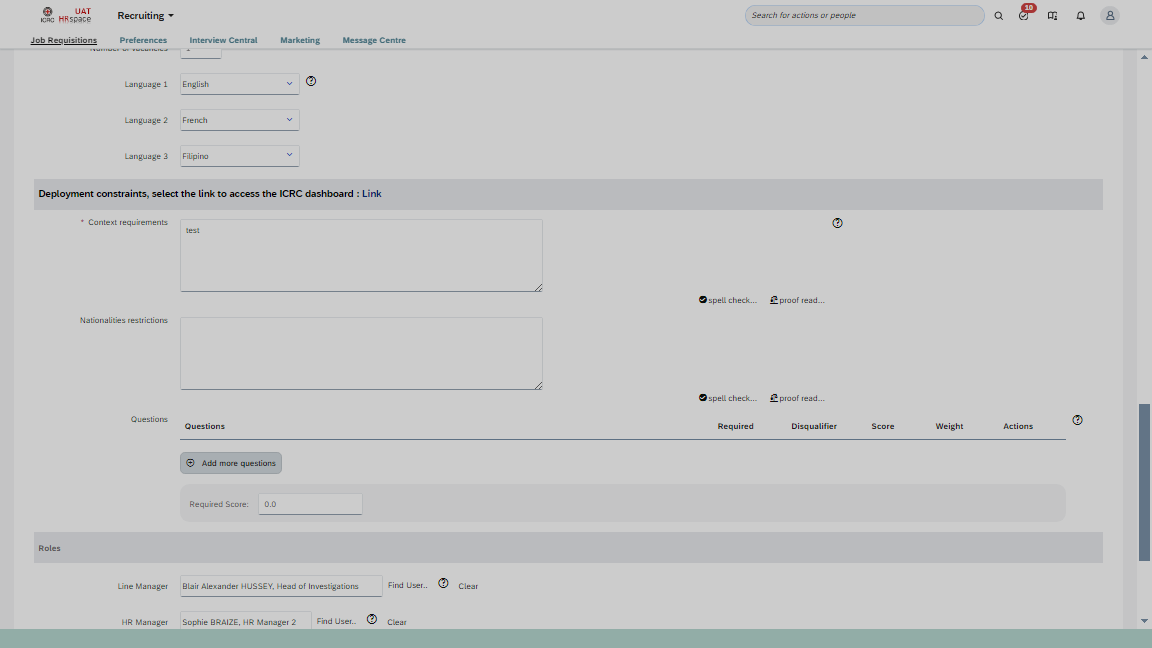 ICRC UAT HRspace
Recruiting
Search for actions or people
10
Job Requisitions Preferences Interview Central Marketing Message Centre
Number of vacancies
Language 1 English
Language 2 French
Language 3 Filipino
Deployment constraints, select the link to access the ICRC dashboard : Link
* Context requirements test
spell check... proof read...
Nationalities restrictions
spell check... proof read...
Questions
Questions Required Disqualifier Score Weight Actions
Add more questions
Required Score: 0.0
Roles
Line Manager Blair Alexander HUSSEY, Head of Investigations Find User.. Clear
HR Manager Sophie BRAIZE, HR Manager 2 Find User.. Clear